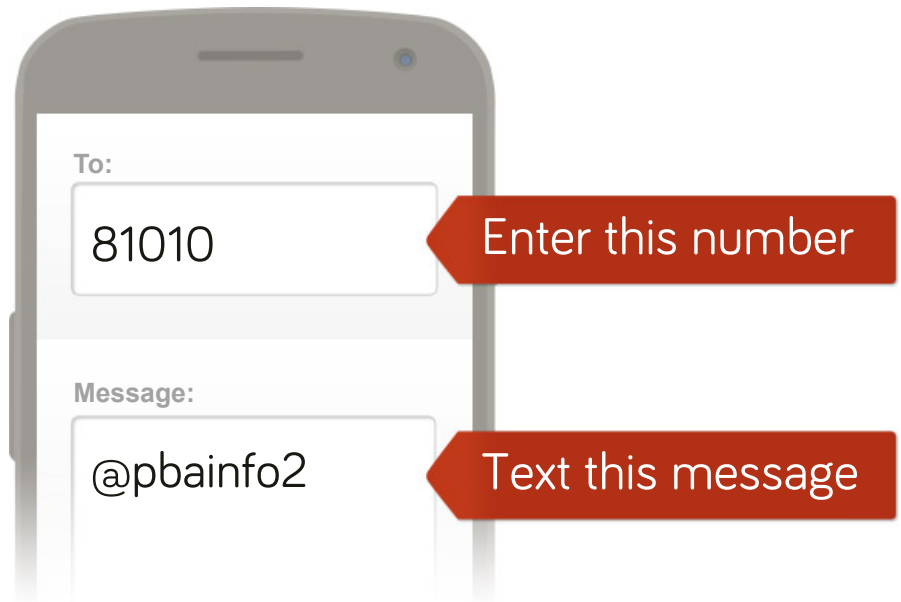 To:
81010
Enter this number
Message:
@pbainfo2
Text this message